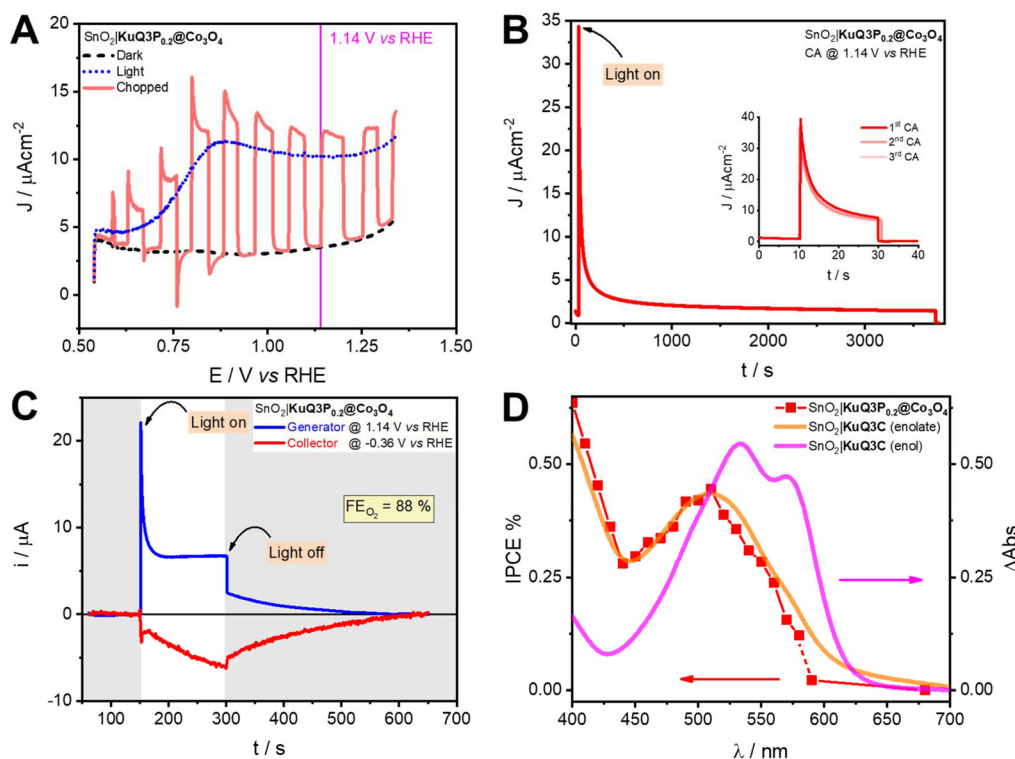 A
SnO₂|KuQ3P₀.₂@Co₃O₄
Dark
Light
Chopped
1.14 V vs RHE
J / µAcm⁻²
20
15
10
5
0
0.50 0.75 1.00 1.25 1.50
E / V vs RHE
B
SnO₂|KuQ3P₀.₂@Co₃O₄
CA @ 1.14 V vs RHE
Light on
J / µAcm⁻²
35
30
25
20
15
10
5
0
0 1000 2000 3000
t / s
1st CA
2nd CA
3rd CA
J / µAcm⁻²
40
30
20
10
0
0 10 20 30 40
t / s
C
SnO₂|KuQ3P₀.₂@Co₃O₄
Generator @ 1.14 V vs RHE
Collector @ -0.36 V vs RHE
Light on
FE O₂ = 88 %
Light off
i / µA
20
10
0
-10
100 200 300 400 500 600 700
t / s
D
SnO₂|KuQ3P₀.₂@Co₃O₄
SnO₂|KuQ3C (enolate)
SnO₂|KuQ3C (enol)
IPCE %
0.50
0.25
0.00
ΔAbs
0.50
0.25
0.00
400 450 500 550 600 650 700
λ / nm